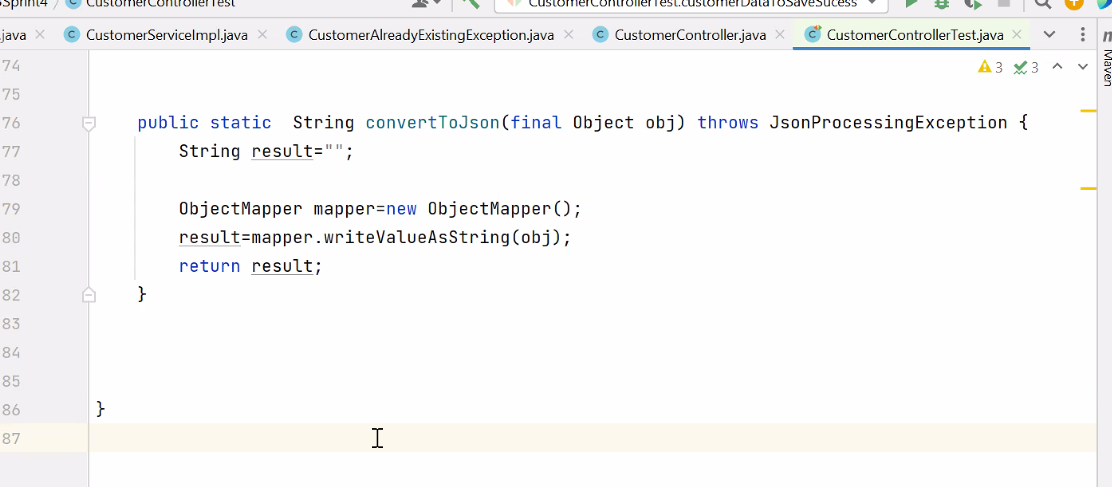 Sprint4 CustomerControllerTest CustomerControllerTest.customerDataToSaveSucess
.java CustomerServiceImpl.java CustomerAlreadyExistingException.java CustomerController.java CustomerControllerTest.java
Maven
74 3 3
75
76 public static  String convertToJson(final Object obj) throws JsonProcessingException {
77 String result="";
78
79 ObjectMapper mapper=new ObjectMapper();
80 result=mapper.writeValueAsString(obj);
81 return result;
82 }
83
84
85
86 }
87